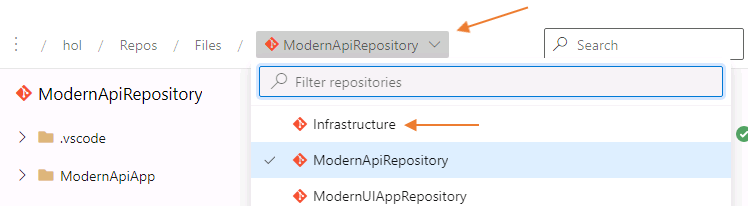 hol / Repos / Files / ModernApiRepository
Search
ModernApiRepository
Filter repositories
Infrastructure
.vscode
ModernApiRepository
ModernApiApp
ModernUIAppRepository